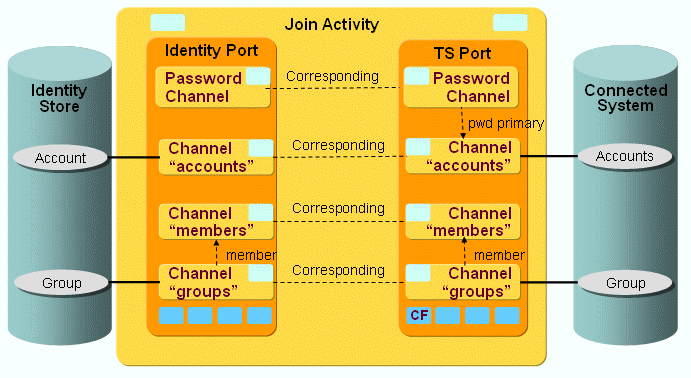 Join Activity
Identity Port
TS Port
Identity
Store
Connected
System
Password
Channel
Corresponding
Password
Channel
pwd primary
Account
Channel
“accounts”
Corresponding
Channel
“accounts”
Accounts
Channel
“members”
Corresponding
Channel
“members”
member
member
Group
Channel
“groups”
Corresponding
Channel
“groups”
Group
CF